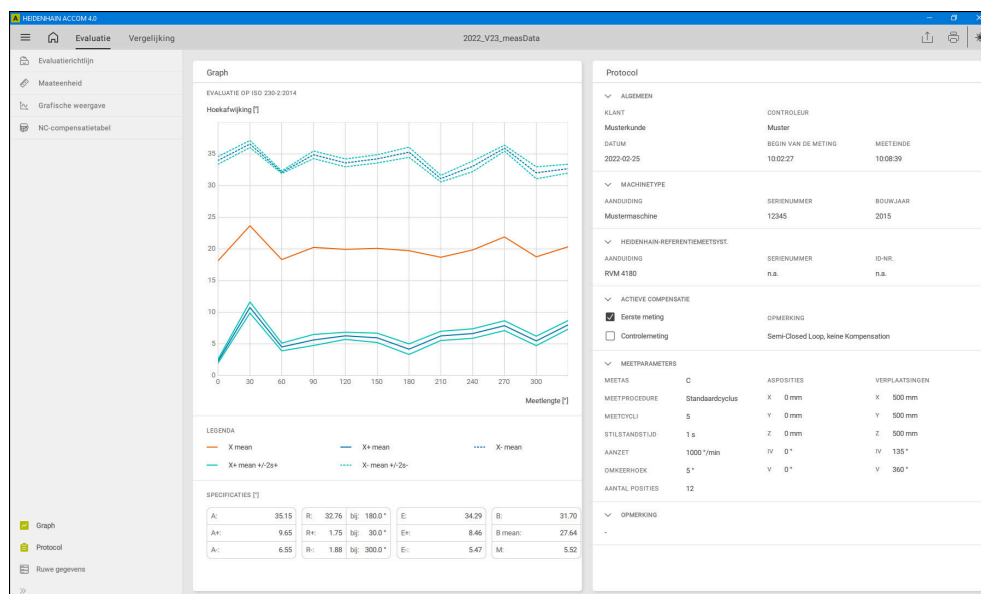 HEIDENHAIN ACCOM 4.0
Evaluatie Vergelijking 2022_V23_measData
Evaluatierichtlijn
Maateenheid
Grafische weergave
NC-compensatietabel
Graph
Protocol
Ruwe gegevens
Graph
EVALUATIE OP ISO 230-2:2014
Hoekafwijking ["]
35
30
25
20
15
10
5
0
0 30 60 90 120 150 180 210 240 270 300
Meetlengte [°]
LEGENDA
X mean X+ mean X- mean
X+ mean +/-2s+ X- mean +/-2s-
SPECIFICATIES ["]
A: 35.15 R: 32.76 bij: 180.0 ° E: 34.29 B: 31.70
A+: 9.65 R+: 1.75 bij: 30.0 ° E+: 8.46 B mean: 27.64
A-: 6.55 R-: 1.88 bij: 300.0 ° E-: 5.47 M: 5.52
Protocol
ALGEMEEN
KLANT CONTROLEUR
Musterkunde Muster
DATUM BEGIN VAN DE METING MEETEINDE
2022-02-25 10:02:27 10:08:39
MACHINETYPE
AANDUIDING SERIENUMMER BOUWJAAR
Mustermaschine 12345 2015
HEIDENHAIN-REFERENTIEMEETSYST.
AANDUIDING SERIENUMMER ID-NR.
RVM 4180 n.a. n.a.
ACTIEVE COMPENSATIE
Eerste meting OPMERKING
Controlemeting Semi-Closed Loop, keine Kompensation
MEETPARAMETERS
MEETAS C ASPOSITIES VERPLAATSINGEN
MEETPROCEDURE Standaardcyclus X 0 mm X 500 mm
MEETCYCLI 5 Y 0 mm Y 500 mm
STILSTANDSTIJD 1 s Z 0 mm Z 500 mm
AANZET 1000 °/min IV 0 ° IV 135 °
OMKEERHOEK 5 ° V 0 ° V 360 °
AANTAL POSITIES 12
OPMERKING
-